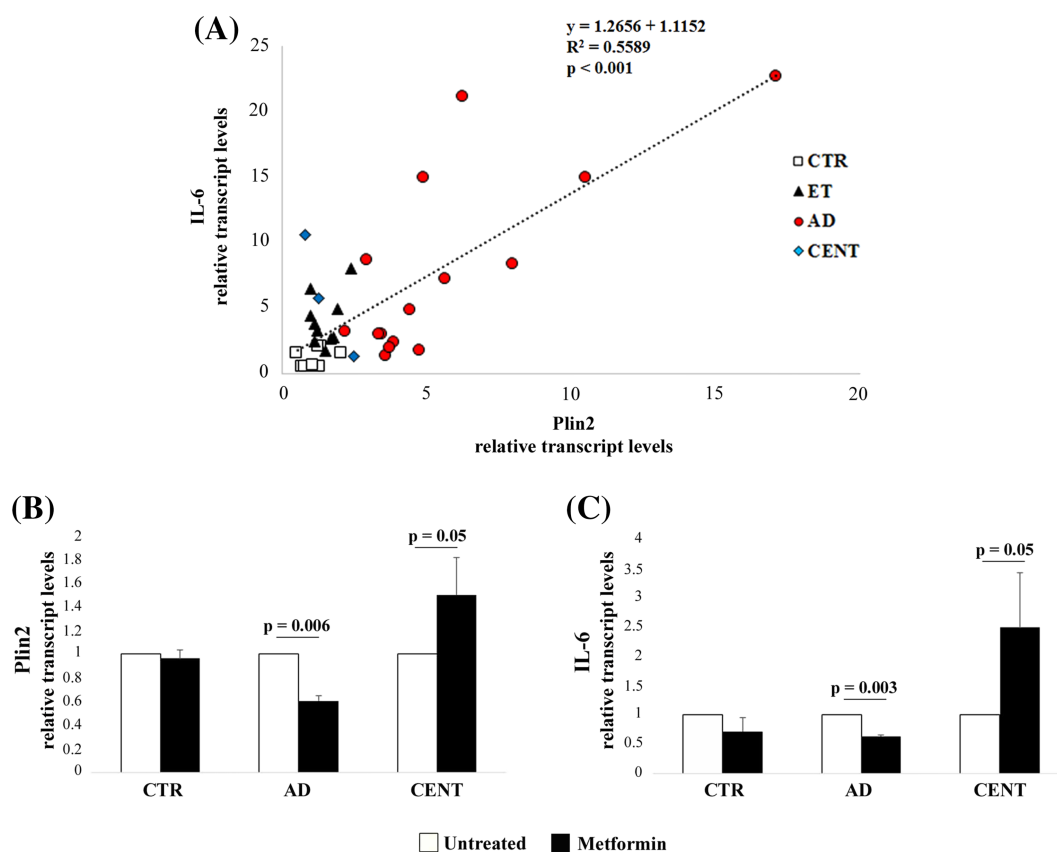 (A)
y = 1.2656 + 1.1152
R² = 0.5589
p < 0.001
25
20
15
10
5
0
IL-6
relative transcript levels
CTR
ET
AD
CENT
0 5 10 15 20
Plin2
relative transcript levels
(B)
2
1.8
1.6
1.4
1.2
1
0.8
0.6
0.4
0.2
0
Plin2
relative transcript levels
p = 0.006
p = 0.05
CTR AD CENT
(C)
4
3.5
3
2.5
2
1.5
1
0.5
0
IL-6
relative transcript levels
p = 0.003
p = 0.05
CTR AD CENT
Untreated Metformin